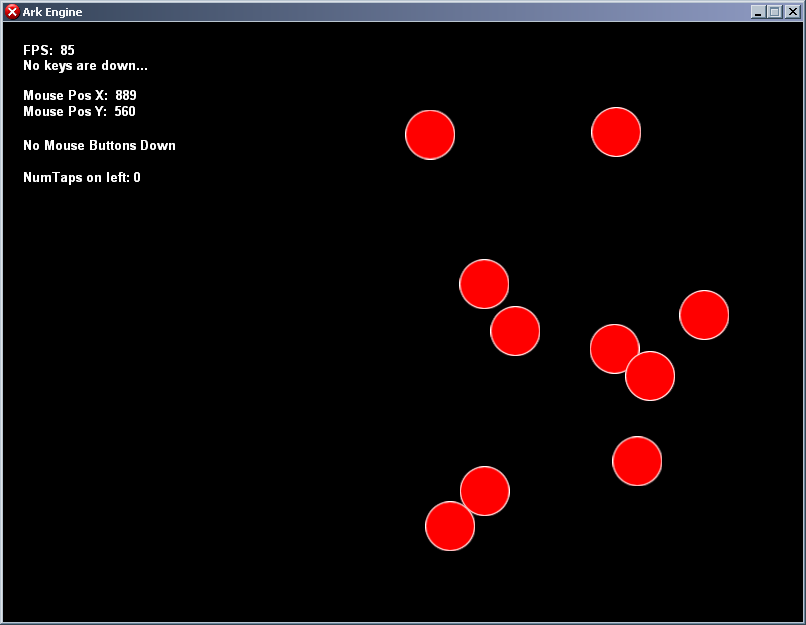 Ark Engine
FPS:  85
No keys are down...
Mouse Pos X:  889
Mouse Pos Y:  560
No Mouse Buttons Down
NumTaps on left: 0